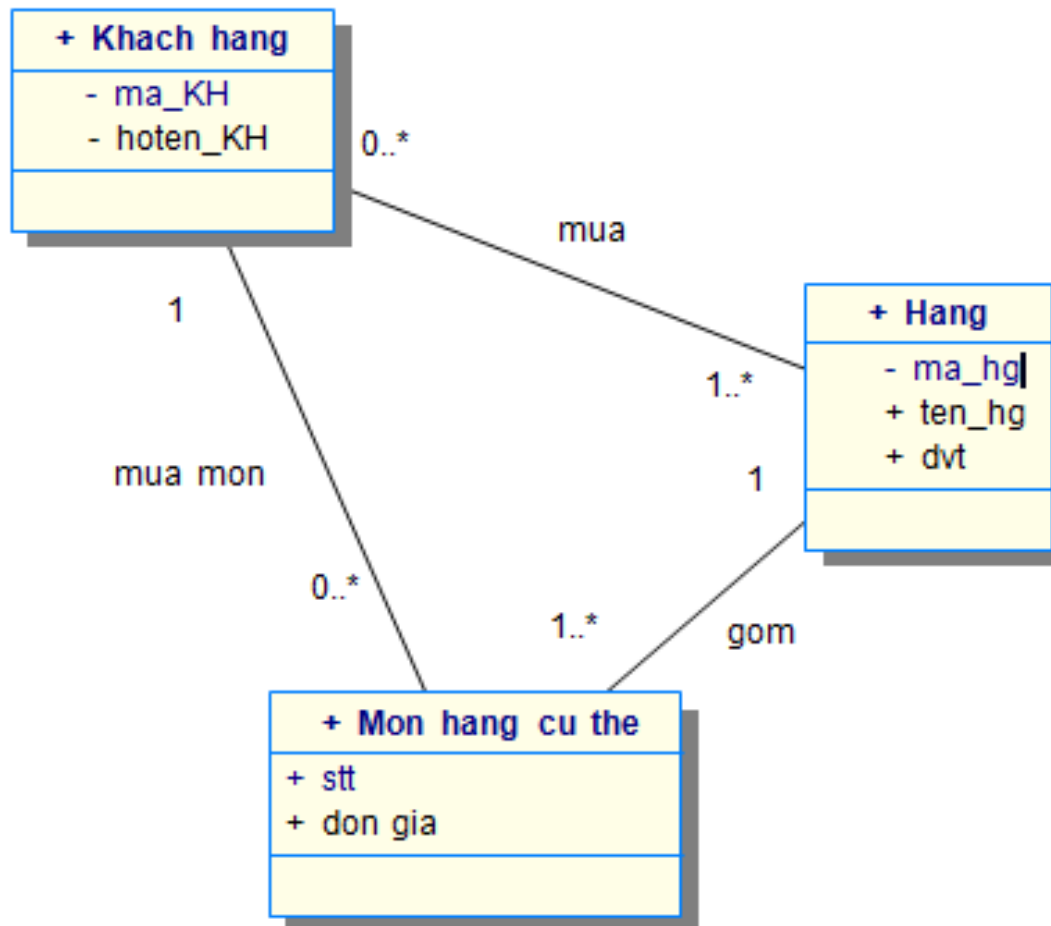 + Khach hang
- ma_KH
- hoten_KH
0..*
mua
1
+ Hang
- ma_hg
+ ten_hg
+ dvt
1..*
1
mua mon
0..*
1..*
gom
+ Mon hang cu the
+ stt
+ don gia